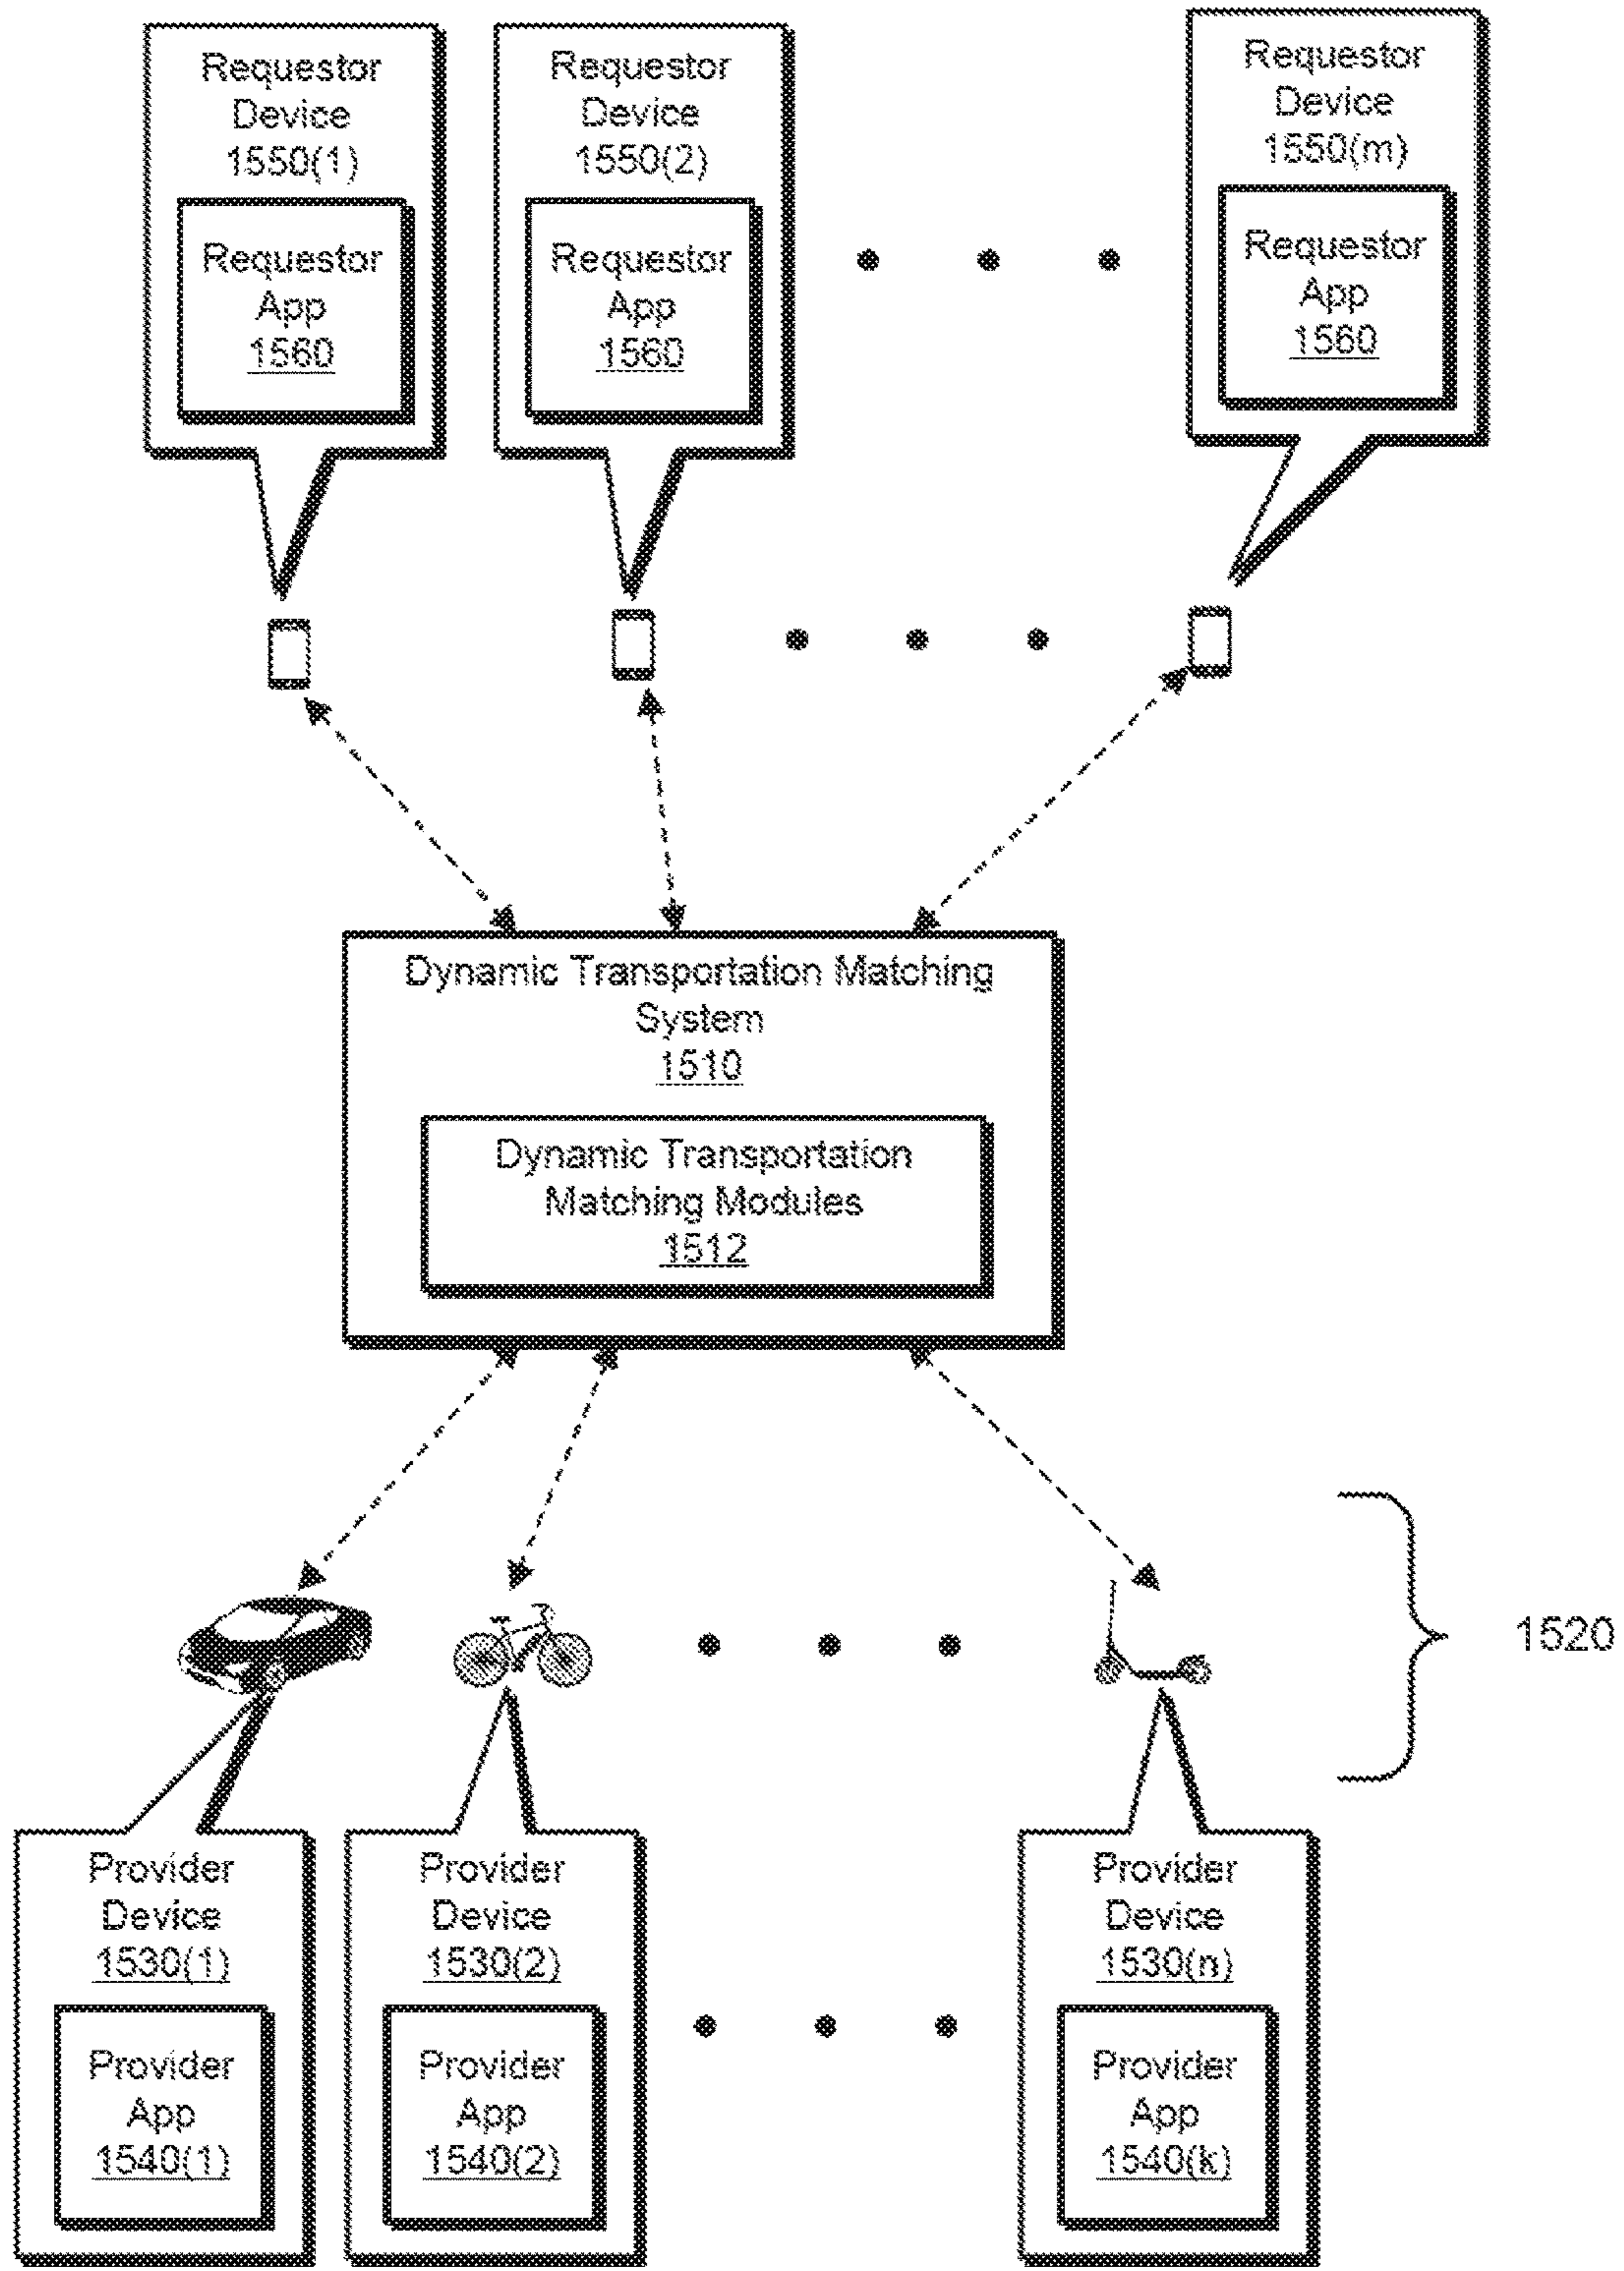 Requestor
Device
1550(1)
Requestor
App
1560
Requestor
Device
1550(2)
Requestor
App
1560
Requestor
Device
1550(m)
Requestor
App
1560
Dynamic Transportation Matching
System
1510
Dynamic Transportation
Matching Modules
1512
1520
Provider
Device
1530(1)
Provider
App
1540(1)
Provider
Device
1530(2)
Provider
App
1540(2)
Provider
Device
1530(n)
Provider
App
1540(k)